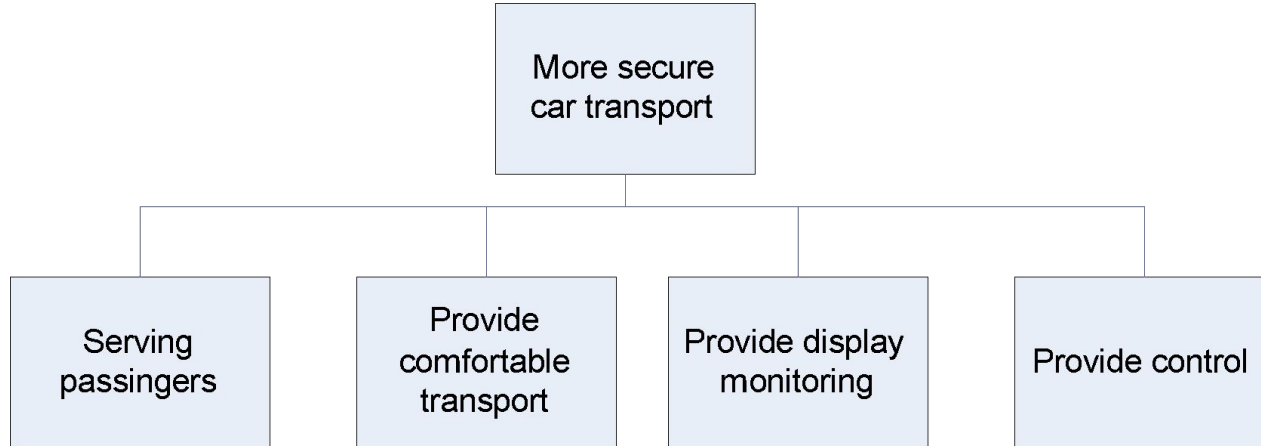 More secure
car transport
Serving
passingers
Provide
comfortable
transport
Provide display
monitoring
Provide control